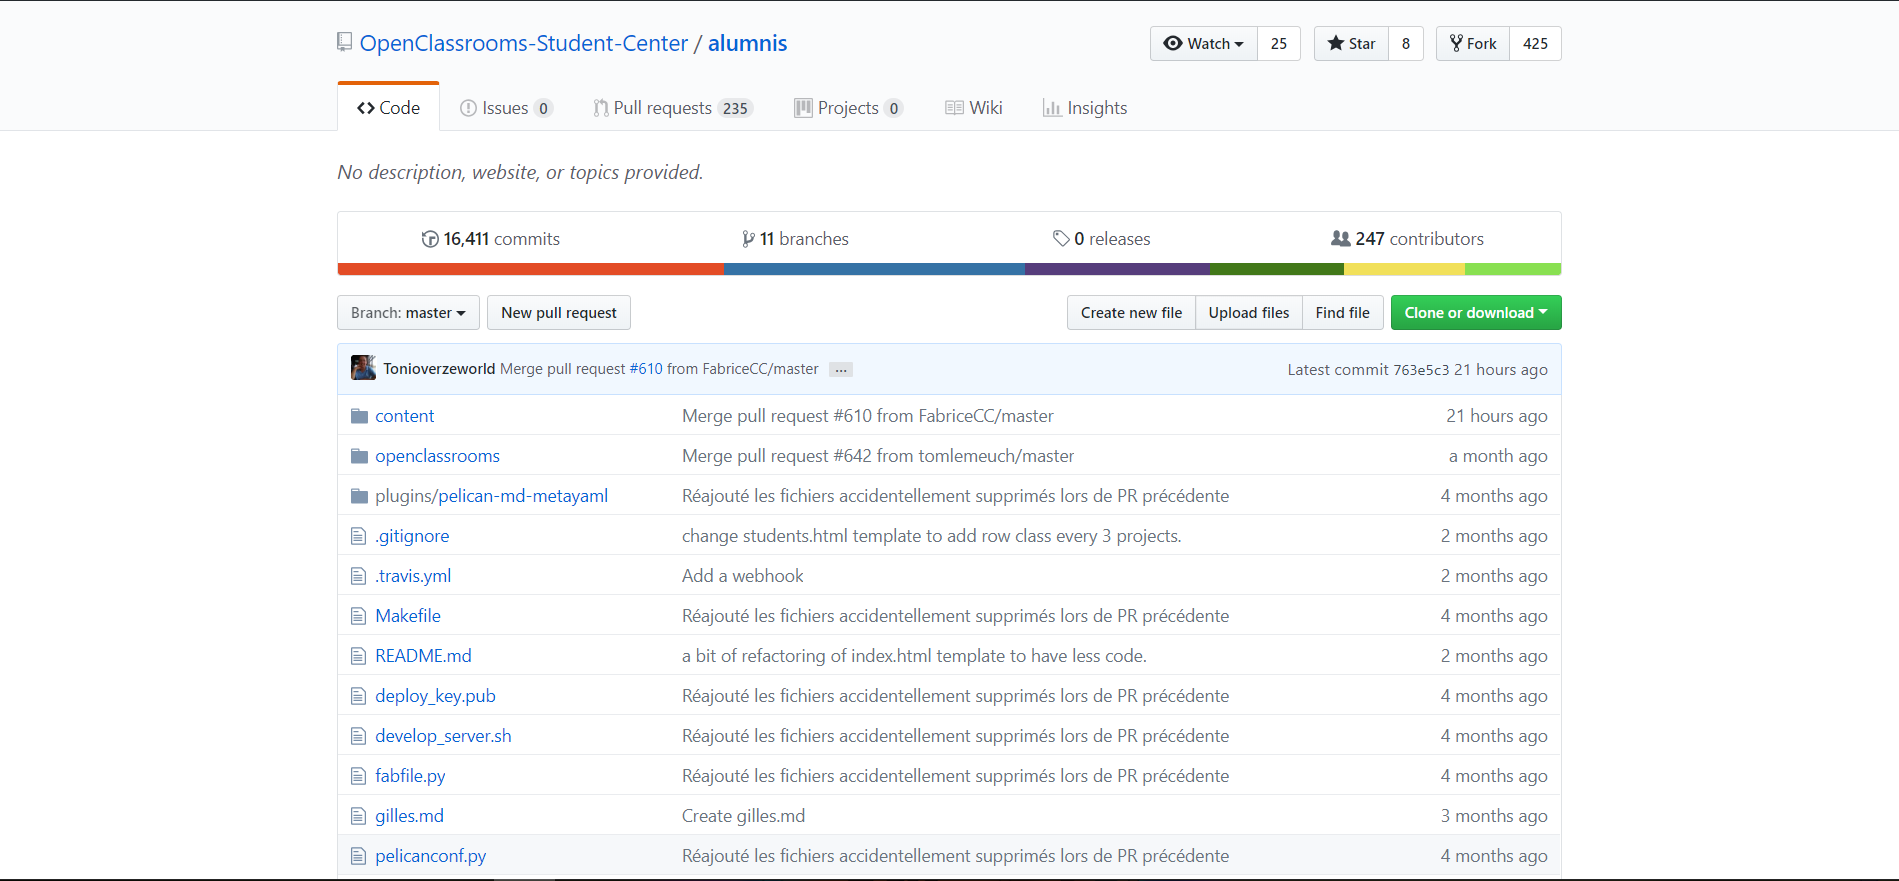 OpenClassrooms-Student-Center / alumnis
Watch 25 Star 8 Fork 425
Code Issues 0 Pull requests 235 Projects 0 Wiki Insights
No description, website, or topics provided.
16,411 commits 11 branches 0 releases 247 contributors
Branch: master New pull request Create new file Upload files Find file Clone or download
Tonioverzeworld Merge pull request #610 from FabriceCC/master ... Latest commit 763e5c3 21 hours ago
content Merge pull request #610 from FabriceCC/master 21 hours ago
openclassrooms Merge pull request #642 from tomlemeuch/master a month ago
plugins/pelican-md-metayaml Réajouté les fichiers accidentellement supprimés lors de PR précédente 4 months ago
.gitignore change students.html template to add row class every 3 projects. 2 months ago
.travis.yml Add a webhook 2 months ago
Makefile Réajouté les fichiers accidentellement supprimés lors de PR précédente 4 months ago
README.md a bit of refactoring of index.html template to have less code. 2 months ago
deploy_key.pub Réajouté les fichiers accidentellement supprimés lors de PR précédente 4 months ago
develop_server.sh Réajouté les fichiers accidentellement supprimés lors de PR précédente 4 months ago
fabfile.py Réajouté les fichiers accidentellement supprimés lors de PR précédente 4 months ago
gilles.md Create gilles.md 3 months ago
pelicanconf.py Réajouté les fichiers accidentellement supprimés lors de PR précédente 4 months ago